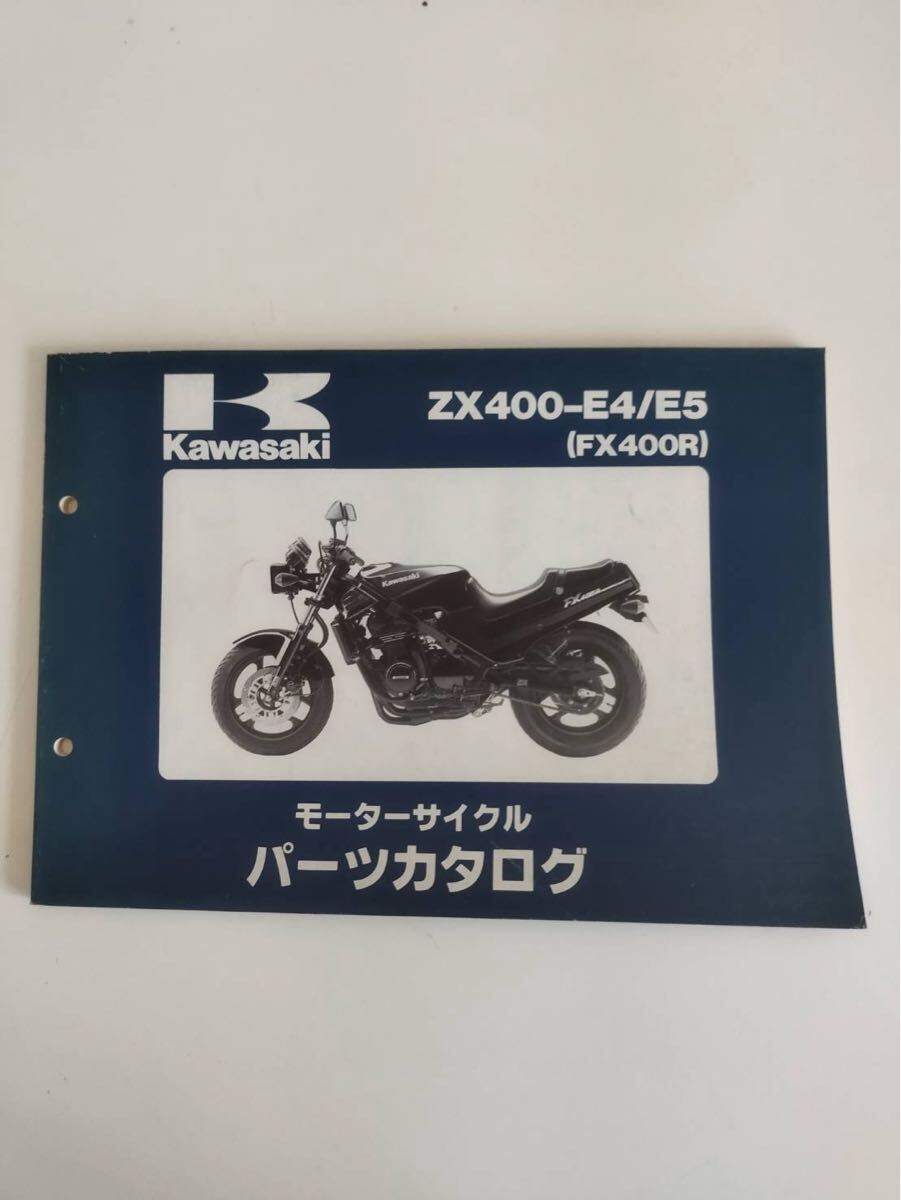 Kawasaki
ZX400-E4/E5
(FX400R)
Kawasaki
モーターサイクル
パーツカタログ